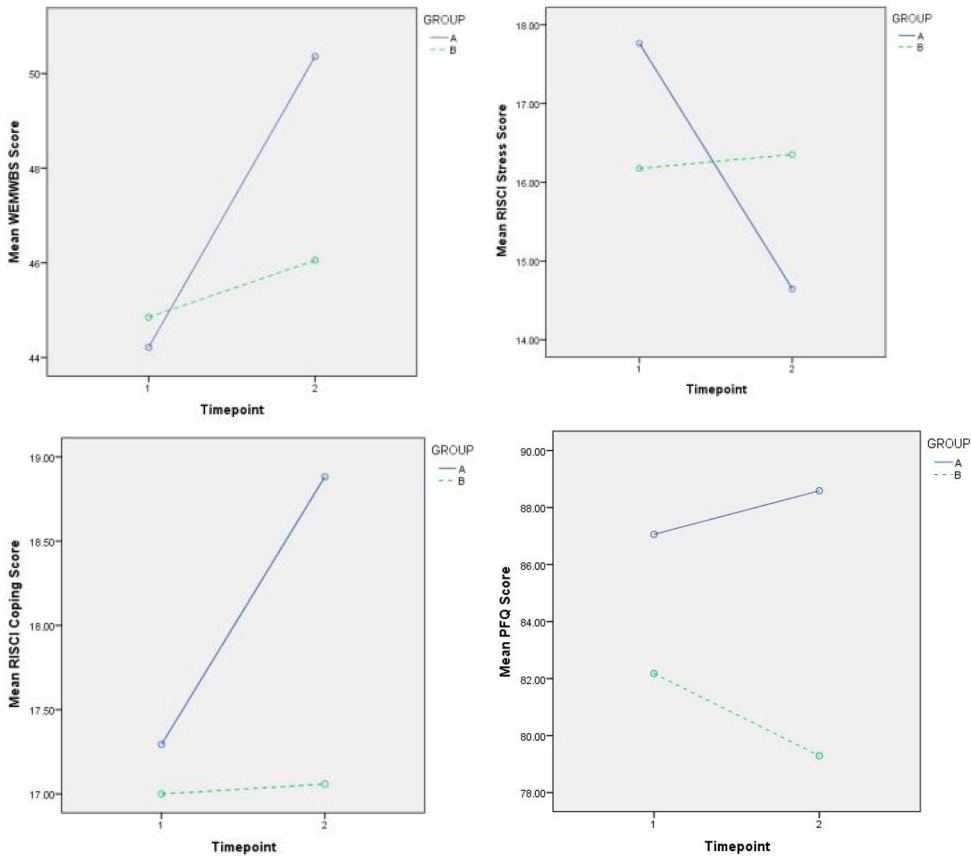 GROUP
A
B
Mean WEMWBS Score
50
48
46
44
1
2
Timepoint
GROUP
A
B
Mean RISCI Stress Score
18.00
17.00
16.00
15.00
14.00
1
2
Timepoint
GROUP
A
B
Mean RISCI Coping Score
19.00
18.50
18.00
17.50
17.00
1
2
Timepoint
GROUP
A
B
Mean PFQ Score
90.00
88.00
86.00
84.00
82.00
80.00
78.00
1
2
Timepoint